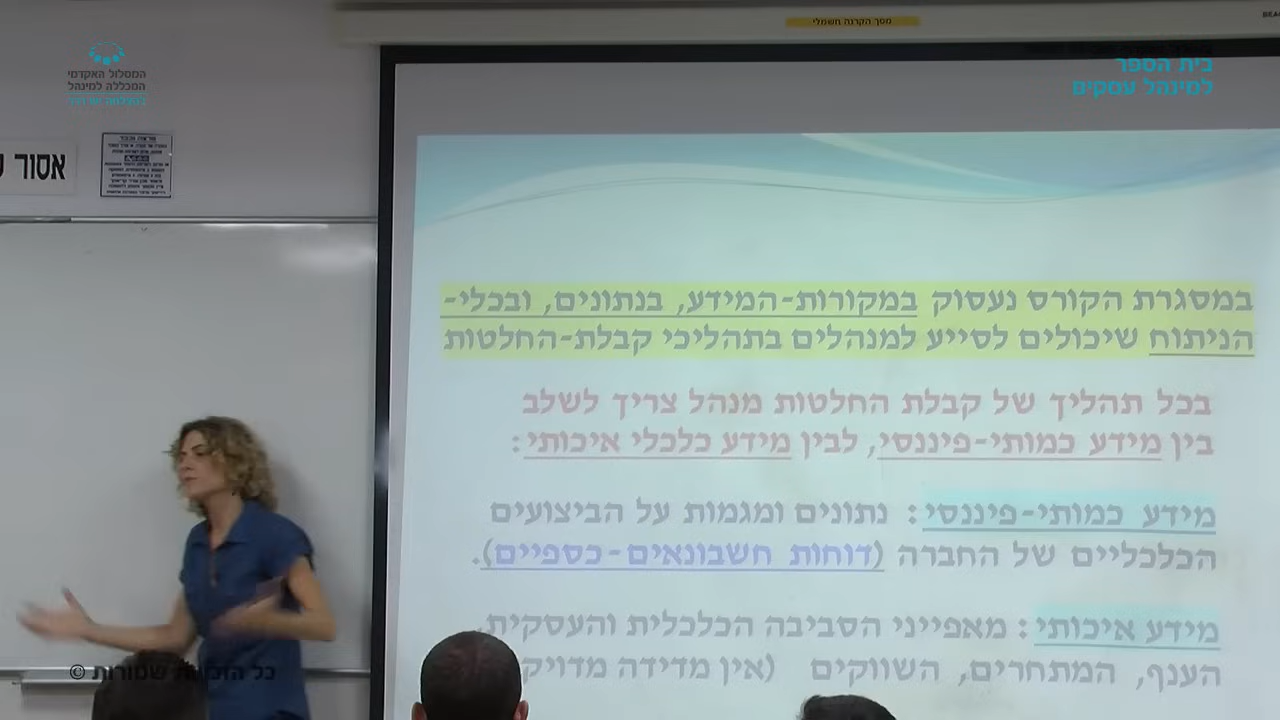 מסך הקרנה חשמלי
בית הספר
למינהל עסקים
המסלול האקדמי
המכללה למינהל
אסור
במסגרת הקורס נעסוק במקורות-המידע, בנתונים, ובכלי-
הניתוח שיכולים לסייע למנהלים בתהליכי קבלת-החלטות
בכל תהליך של קבלת החלטות מנהל צריך לשלב
בין מידע כמותי-פיננסי, לבין מידע כלכלי איכותי:
מידע כמותי-פיננסי: נתונים ומגמות על הביצועים
הכלכליים של החברה (דוחות חשבונאים-כספיים).
מידע איכותי: מאפייני הסביבה הכלכלית והעסקית,
הענף, המתחרים, השווקים (אין מדידה מדויק
כל הזכויות שמורות ©